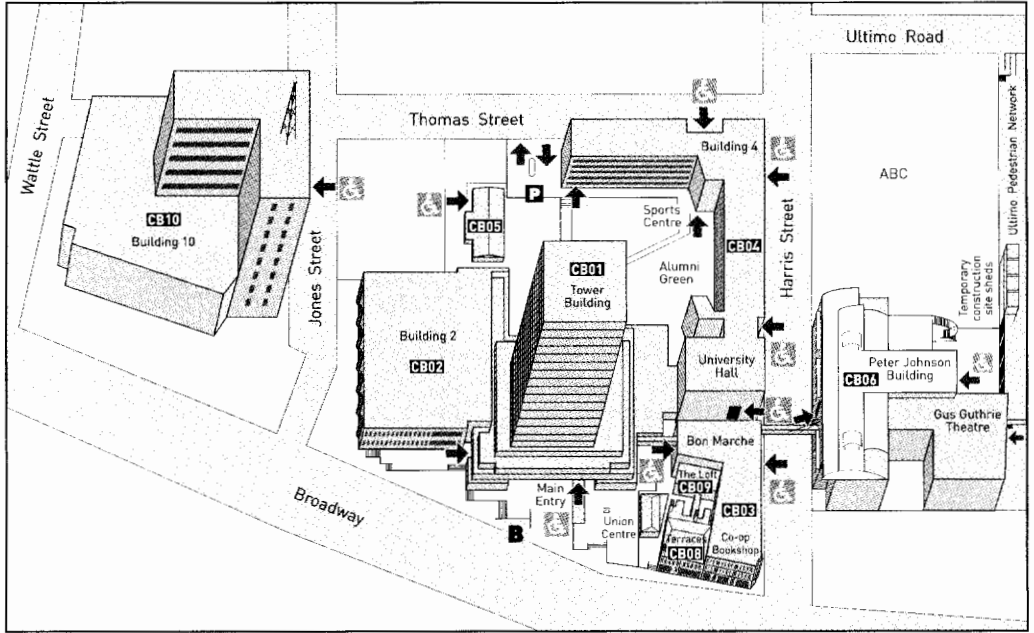 Ultimo Road
Wattle Street
Thomas Street
Building 4
Ultimo Pedestrian Network
ABC
P
CB10
Building 10
CB05
Sports
Centre
CB04
Harris Street
Jones Street
CB01
Tower
Building
Alumni
Green
Temporary
construction
site sheds
Building 2
CB02
University
Hall
Peter Johnson
CB06
Building
Gus Guthrie
Theatre
Bon Marche
The Loft
CB09
Broadway
Main
Entry
B
Union
Centre
CB03
Terraces
CB08
Co-op
Bookshop